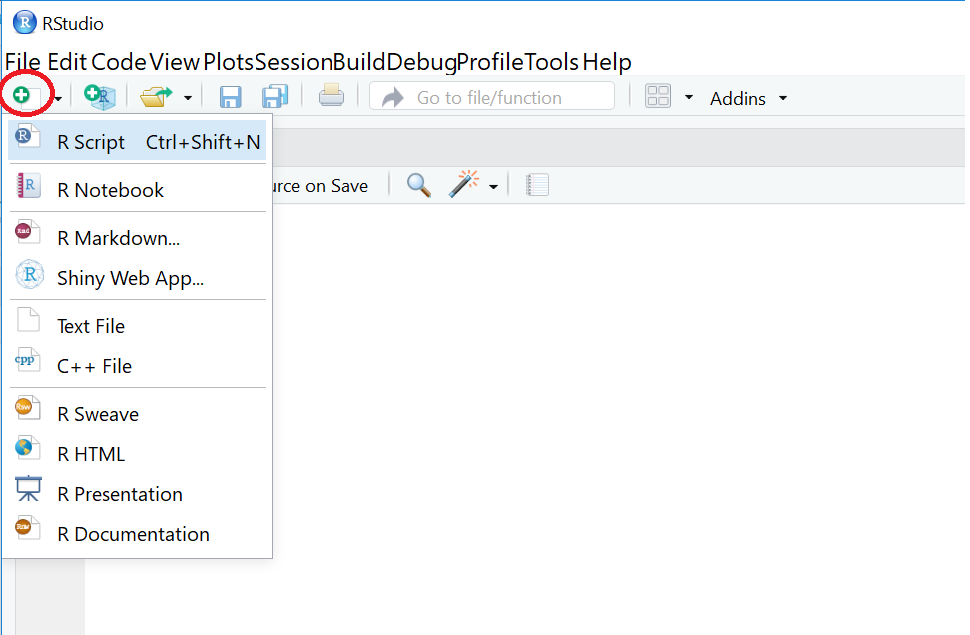 RStudio
File Edit Code View Plots Session Build Debug Profile Tools Help
Go to file/function Addins
R Script Ctrl+Shift+N
urce on Save
R Notebook
R Markdown...
Shiny Web App...
Text File
C++ File
R Sweave
R HTML
R Presentation
R Documentation